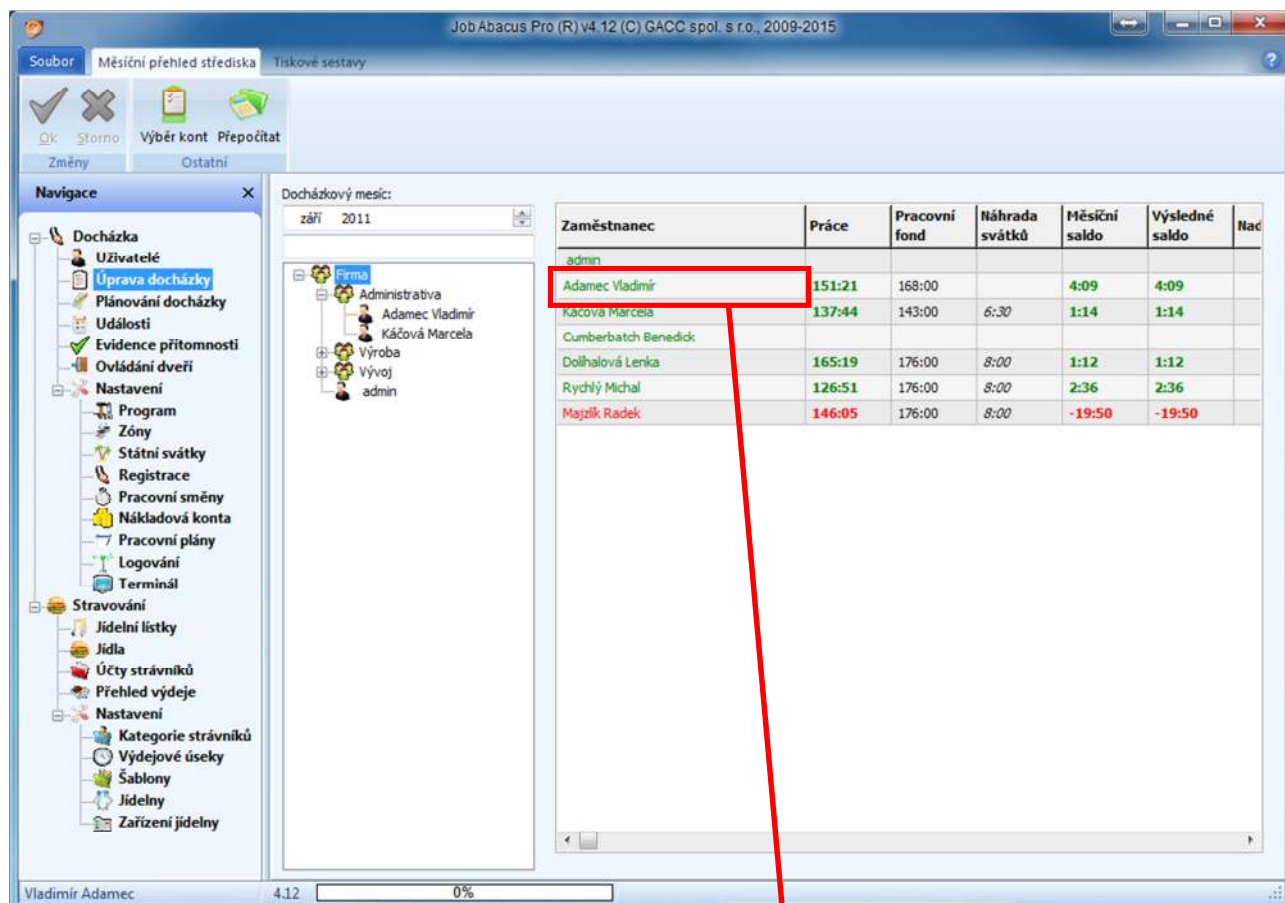 Job Abacus Pro (R) v4.12 (C) GACC spol. s r.o., 2009-2015
Soubor Měsíční přehled střediska Tiskové sestavy
Ok Storno Výběr kont Přepočítat
Změny Ostatní
Navigace
Docházka
Uživatelé
Úprava docházky
Plánování docházky
Události
Evidence přítomnosti
Ovládání dveří
Nastavení
Program
Zóny
Státní svátky
Registrace
Pracovní směny
Nákladová konta
Pracovní plány
Logování
Terminál
Stravování
Jídelní lístky
Jídla
Účty strávníků
Přehled výdeje
Nastavení
Kategorie strávníků
Výdejové úseky
Šablony
Jídelny
Zařízení jídelny
Docházkový mesíc:
září 2011
Firma
Administrativa
Adamec Vladimír
Káčová Marcela
Výroba
Vývoj
admin
Zaměstnanec Práce Pracovní fond Náhrada svátků Měsíční saldo Výsledné saldo Nad
admin
Adamec Vladimír 151:21 168:00 4:09 4:09
Káčová Marcela 137:44 143:00 6:30 1:14 1:14
Cumberbatch Benedick
Dolíhalová Lenka 165:19 176:00 8:00 1:12 1:12
Rychlý Michal 126:51 176:00 8:00 2:36 2:36
Majzlík Radek 146:05 176:00 8:00 -19:50 -19:50
Vladimír Adamec 4.12 0%